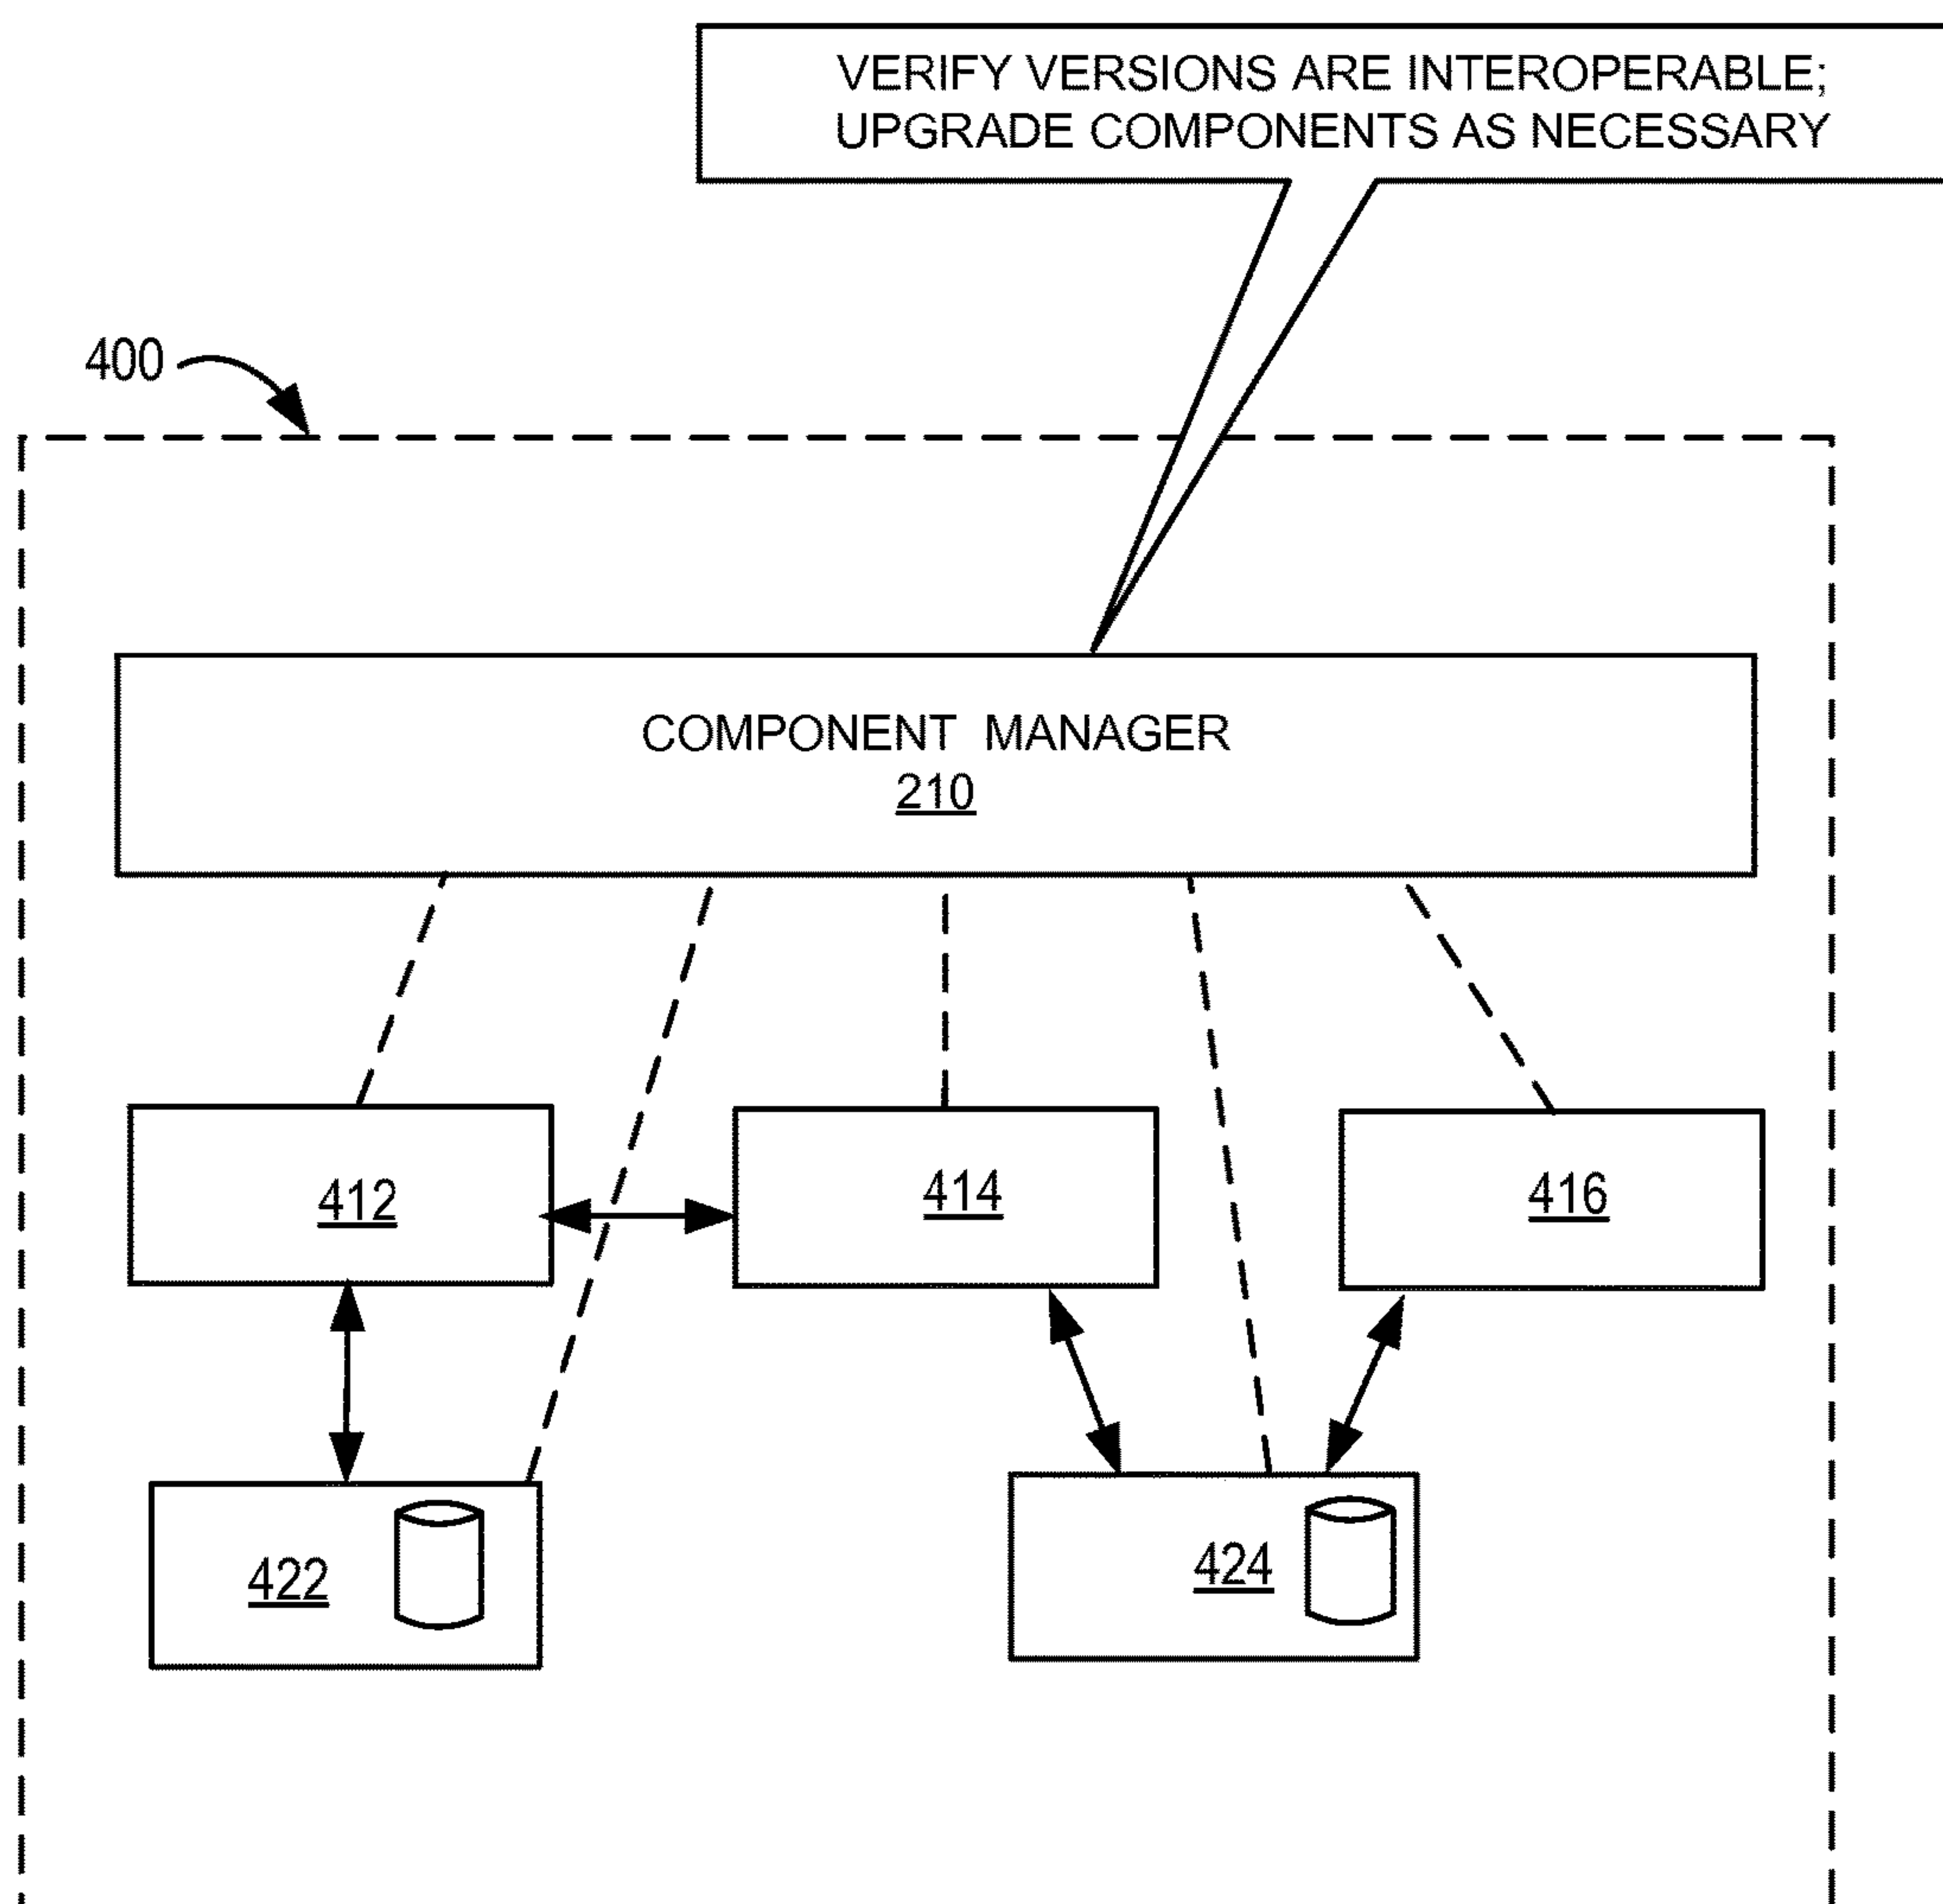 VERIFY VERSIONS ARE INTEROPERABLE;
UPGRADE COMPONENTS AS NECESSARY
400
COMPONENT MANAGER
210
412
414
416
422
424